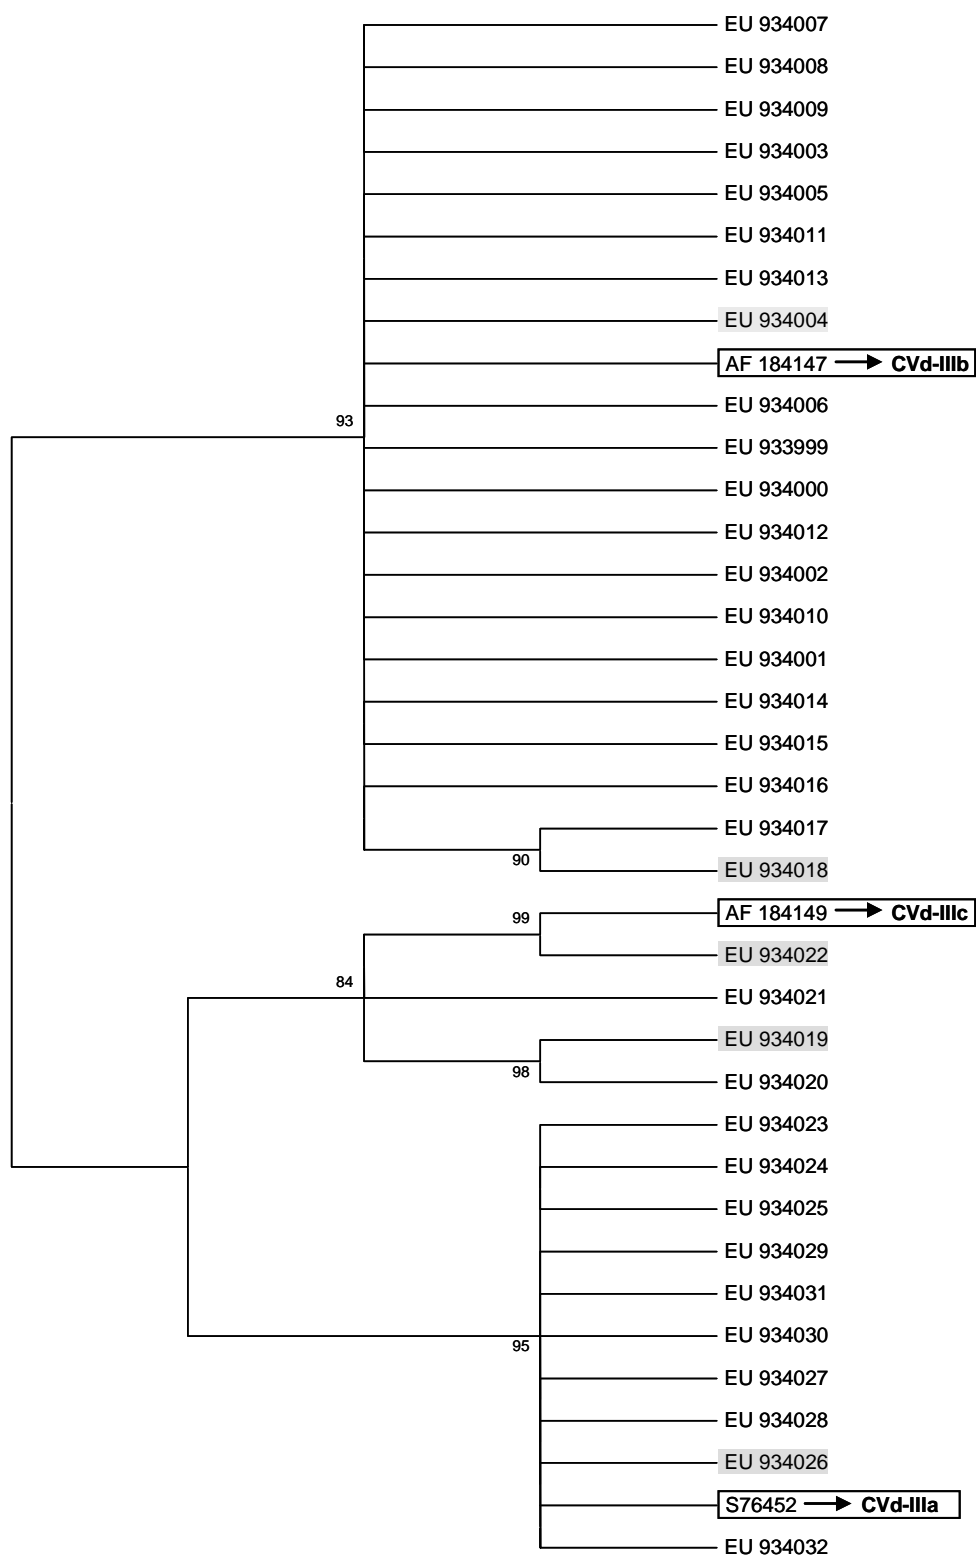 EU 934007
EU 934008
EU 934009
EU 934003
EU 934005
EU 934011
EU 934013
EU 934004
AF 184147 → CVd-IIIb
EU 934006
93
EU 933999
EU 934000
EU 934012
EU 934002
EU 934010
EU 934001
EU 934014
EU 934015
EU 934016
EU 934017
90
EU 934018
AF 184149 → CVd-IIIc
99
EU 934022
84
EU 934021
EU 934019
98
EU 934020
EU 934023
EU 934024
EU 934025
EU 934029
EU 934031
EU 934030
95
EU 934027
EU 934028
EU 934026
S76452 → CVd-IIIa
EU 934032